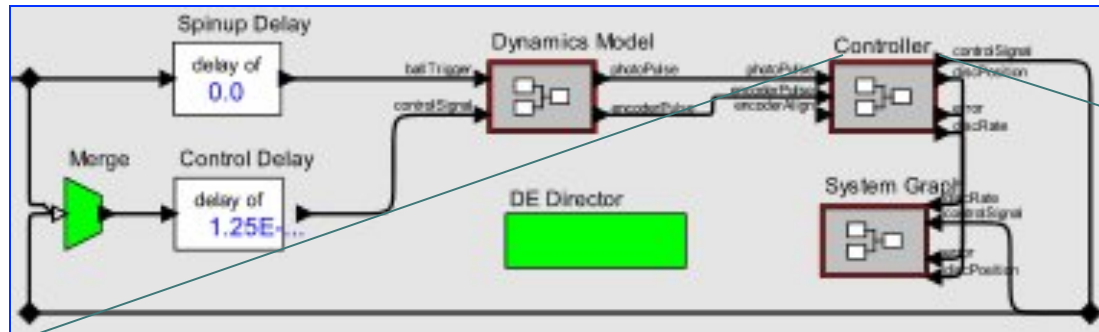 Spinup Delay
delay of
0.0
Dynamics Model
ballTrigger
controlSignal
photoPulse
encoderPulse
Controller
photoPulse
encoderPulse
encoderAlign
controlSignal
discPosition
error
discRate
Merge
Control Delay
delay of
1.25E-...
DE Director
System Graph
discRate
controlSignal
error
discPosition